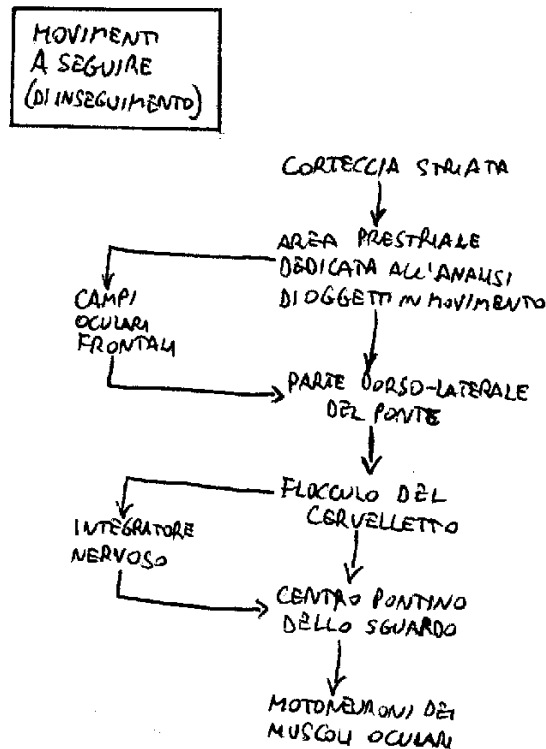 MOVIMENTI
A SEGUIRE
(DI INSEGUIMENTO)
CORTECCIA STRIATA
AREA PRESTRIALE
DEDICATA ALL'ANALISI
DI OGGETTI IN MOVIMENTO
CAMPI
OCULARI
FRONTALI
PARTE DORSO-LATERALE
DEL PONTE
FLOCCULO DEL
CERVELLETTO
INTEGRATORE
NERVOSO
CENTRO PONTINO
DELLO SGUARDO
MOTONEURONI DEI
MUSCOLI OCULARI